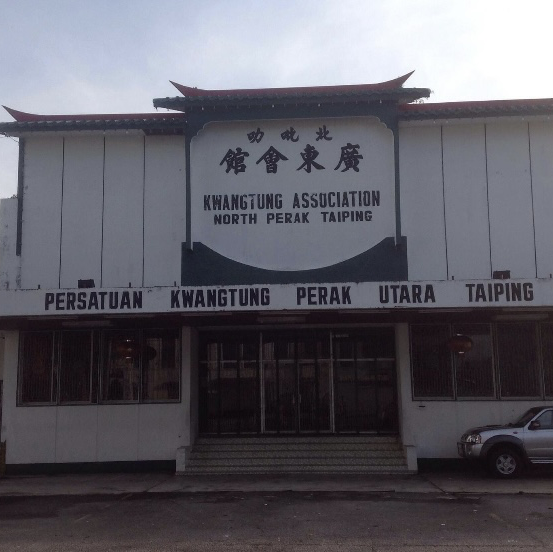 北吡叻
廣東會館
KWANGTUNG ASSOCIATION
NORTH PERAK TAIPING
PERSATUAN KWANGTUNG PERAK UTARA TAIPING